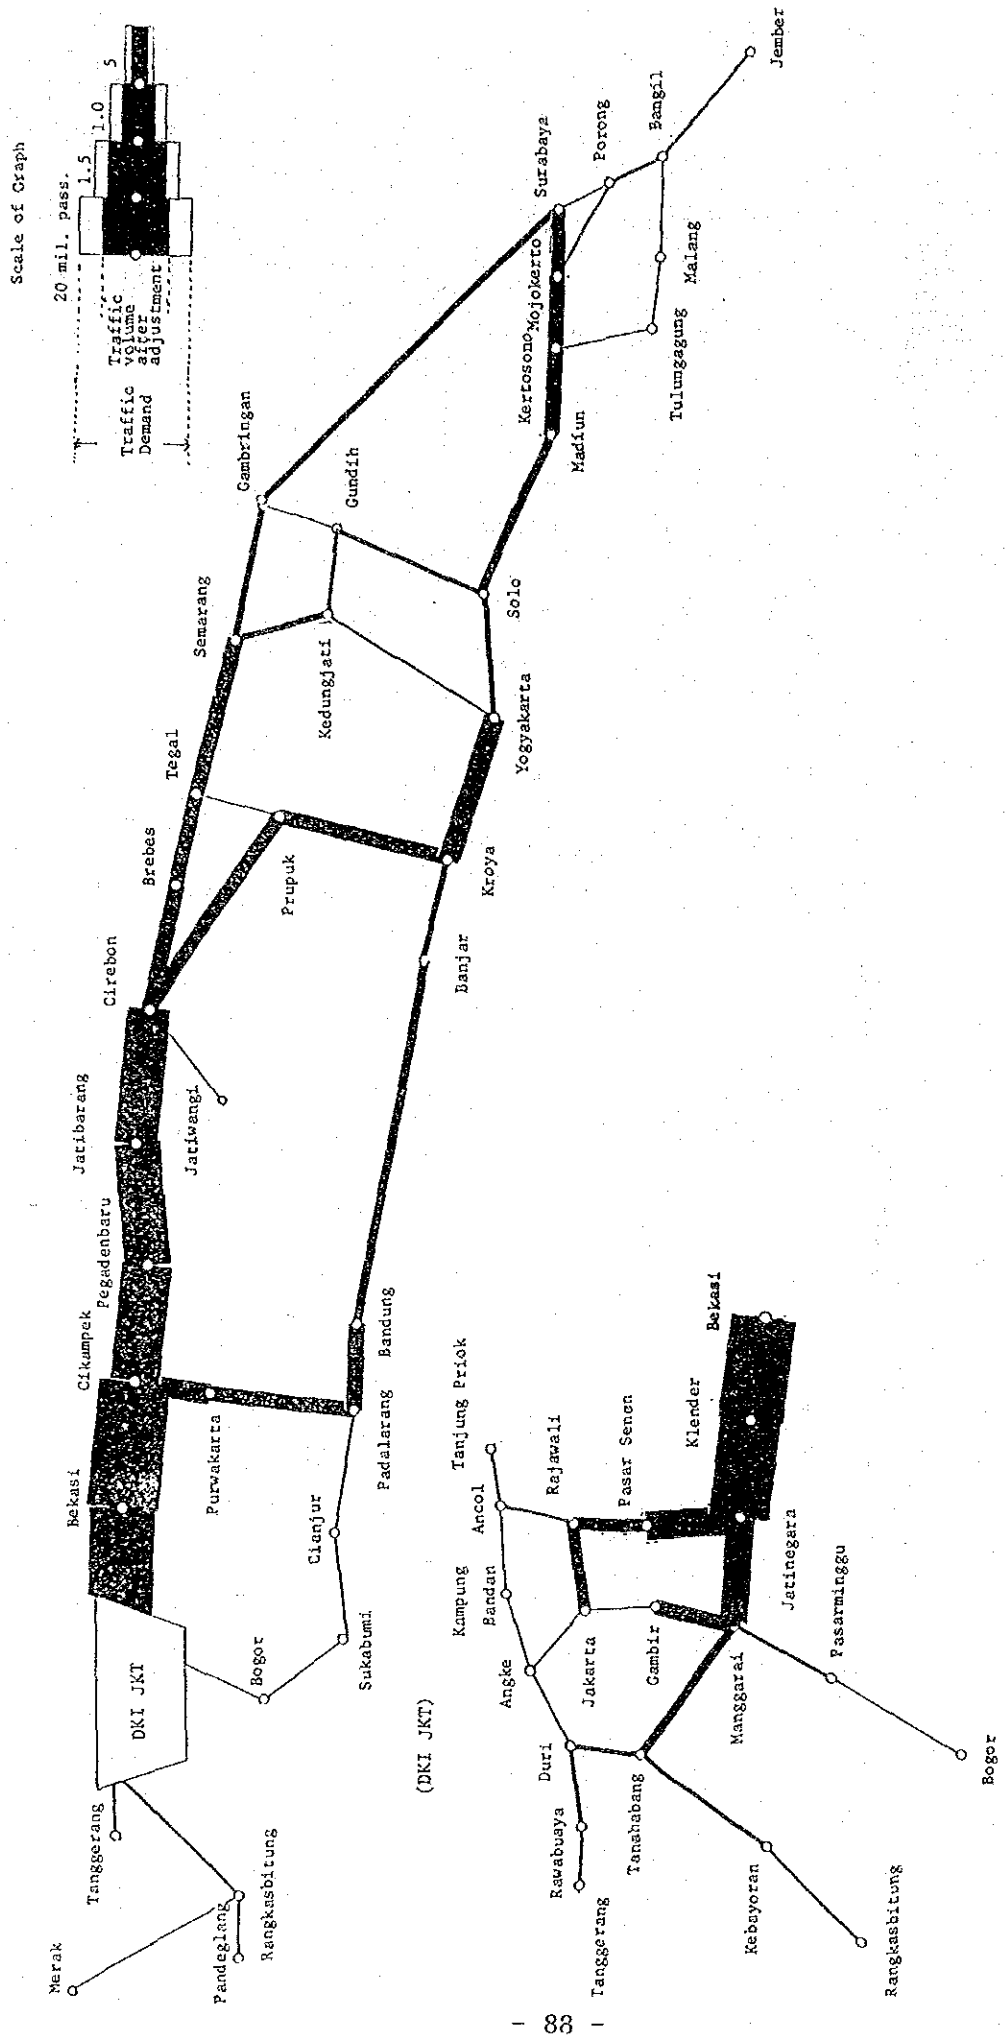 Scale of Graph
20 mil. pass.
1.5
1.0
5
Traffic
Demand
Traffic
volume
after
adjustment
Merak
Tanggerang
Pandeglang
Rangkasbitung
DKI JKT
Bogor
Sukabumi
Cianjur
Bekasi
Cikampek
Purwakarta
Padalarang
Bandung
Pegadenbaru
Jatibarang
Jatiwangi
Cirebon
Brebes
Tegal
Prupuk
Banjar
Kroya
Yogyakarta
Semarang
Kedungjati
Gambringan
Gundih
Solo
Madiun
Kertosono
Mojokerto
Surabaya
Porong
Bangil
Jember
Malang
Tulungagung
(DKI JKT)
Tanggerang
Rawabuaya
Duri
Angke
Kampung
Bandan
Ancol
Tanjung Priok
Rajawali
Jakarta
Pasar Senen
Gambir
Klender
Bekasi
Tanahabang
Manggarai
Jatinegara
Kebayoran
Pasarminggu
Rangkasbitung
Bogor
- 88 -